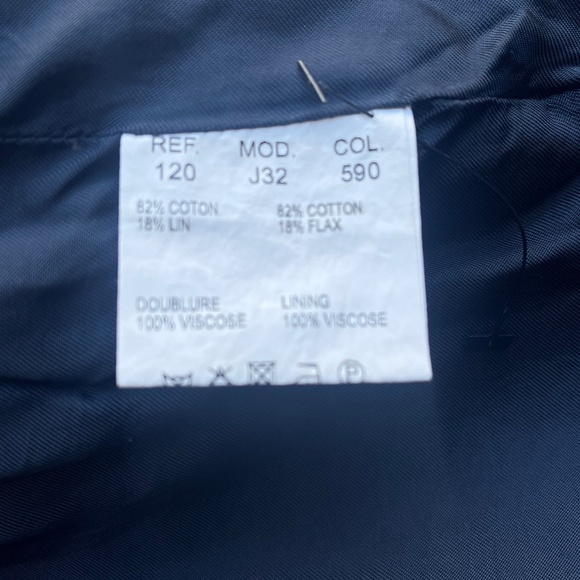 REF. MOD. COL.
120 J32 590
82% COTON 82% COTTON
18% LIN 18% FLAX
DOUBLURE LINING
100% VISCOSE 100% VISCOSE
P